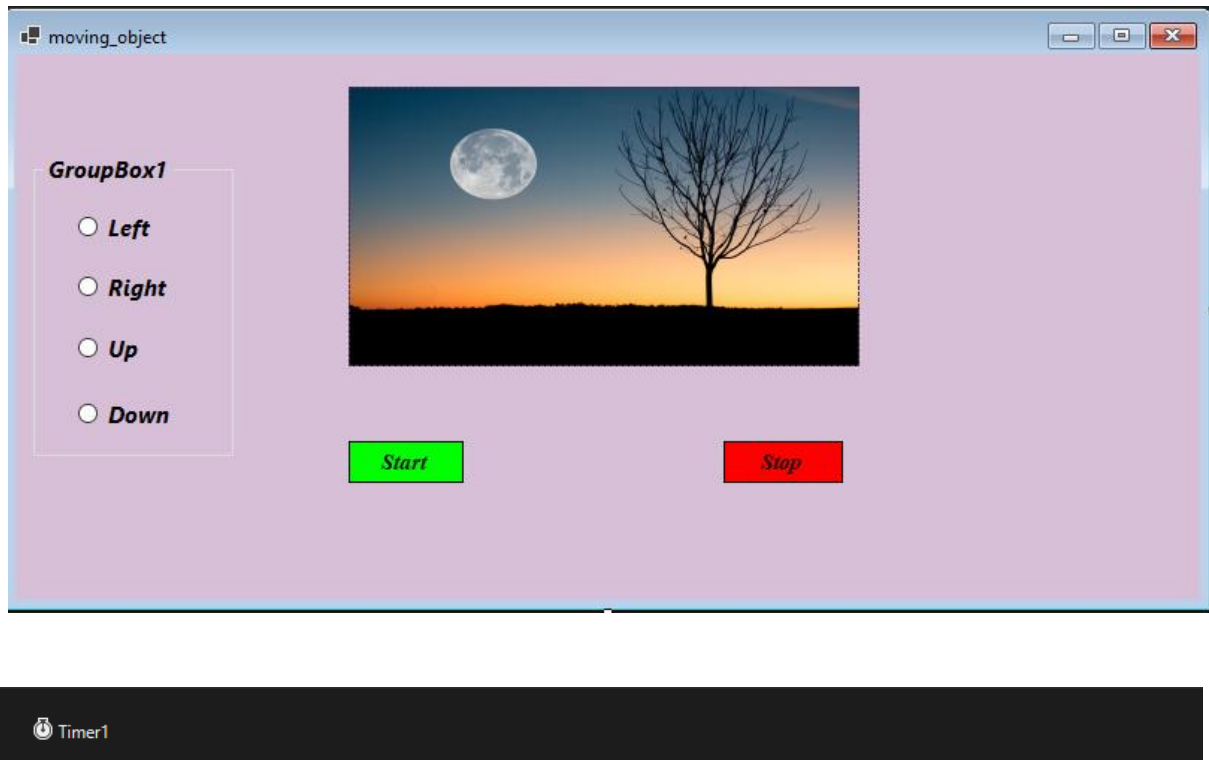 moving_object
GroupBox1
Left
Right
Up
Down
Start
Stop
Timer1